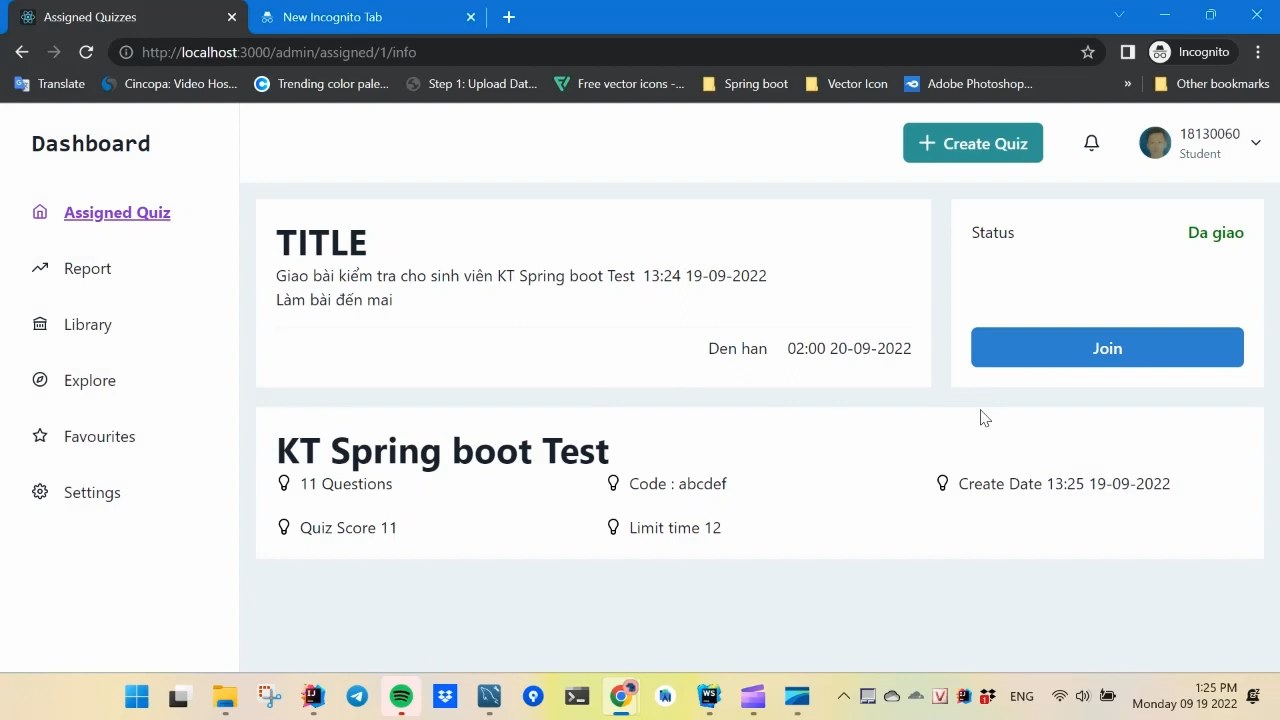 Assigned Quizzes
New Incognito Tab
http://localhost:3000/admin/assigned/1/info
Incognito
Translate
Cincopa: Video Hos...
Trending color pale...
Step 1: Upload Dat...
Free vector icons -...
Spring boot
Vector Icon
Adobe Photoshop...
»
Other bookmarks
Dashboard
Create Quiz
18130060
Student
Assigned Quiz
Report
Library
Explore
Favourites
Settings
TITLE
Giao bài kiểm tra cho sinh viên KT Spring boot Test 13:24 19-09-2022
Làm bài đến mai
Den han 02:00 20-09-2022
Status Da giao
Join
KT Spring boot Test
11 Questions
Code : abcdef
Create Date 13:25 19-09-2022
Quiz Score 11
Limit time 12
ENG
1:25 PM
Monday 09 19 2022